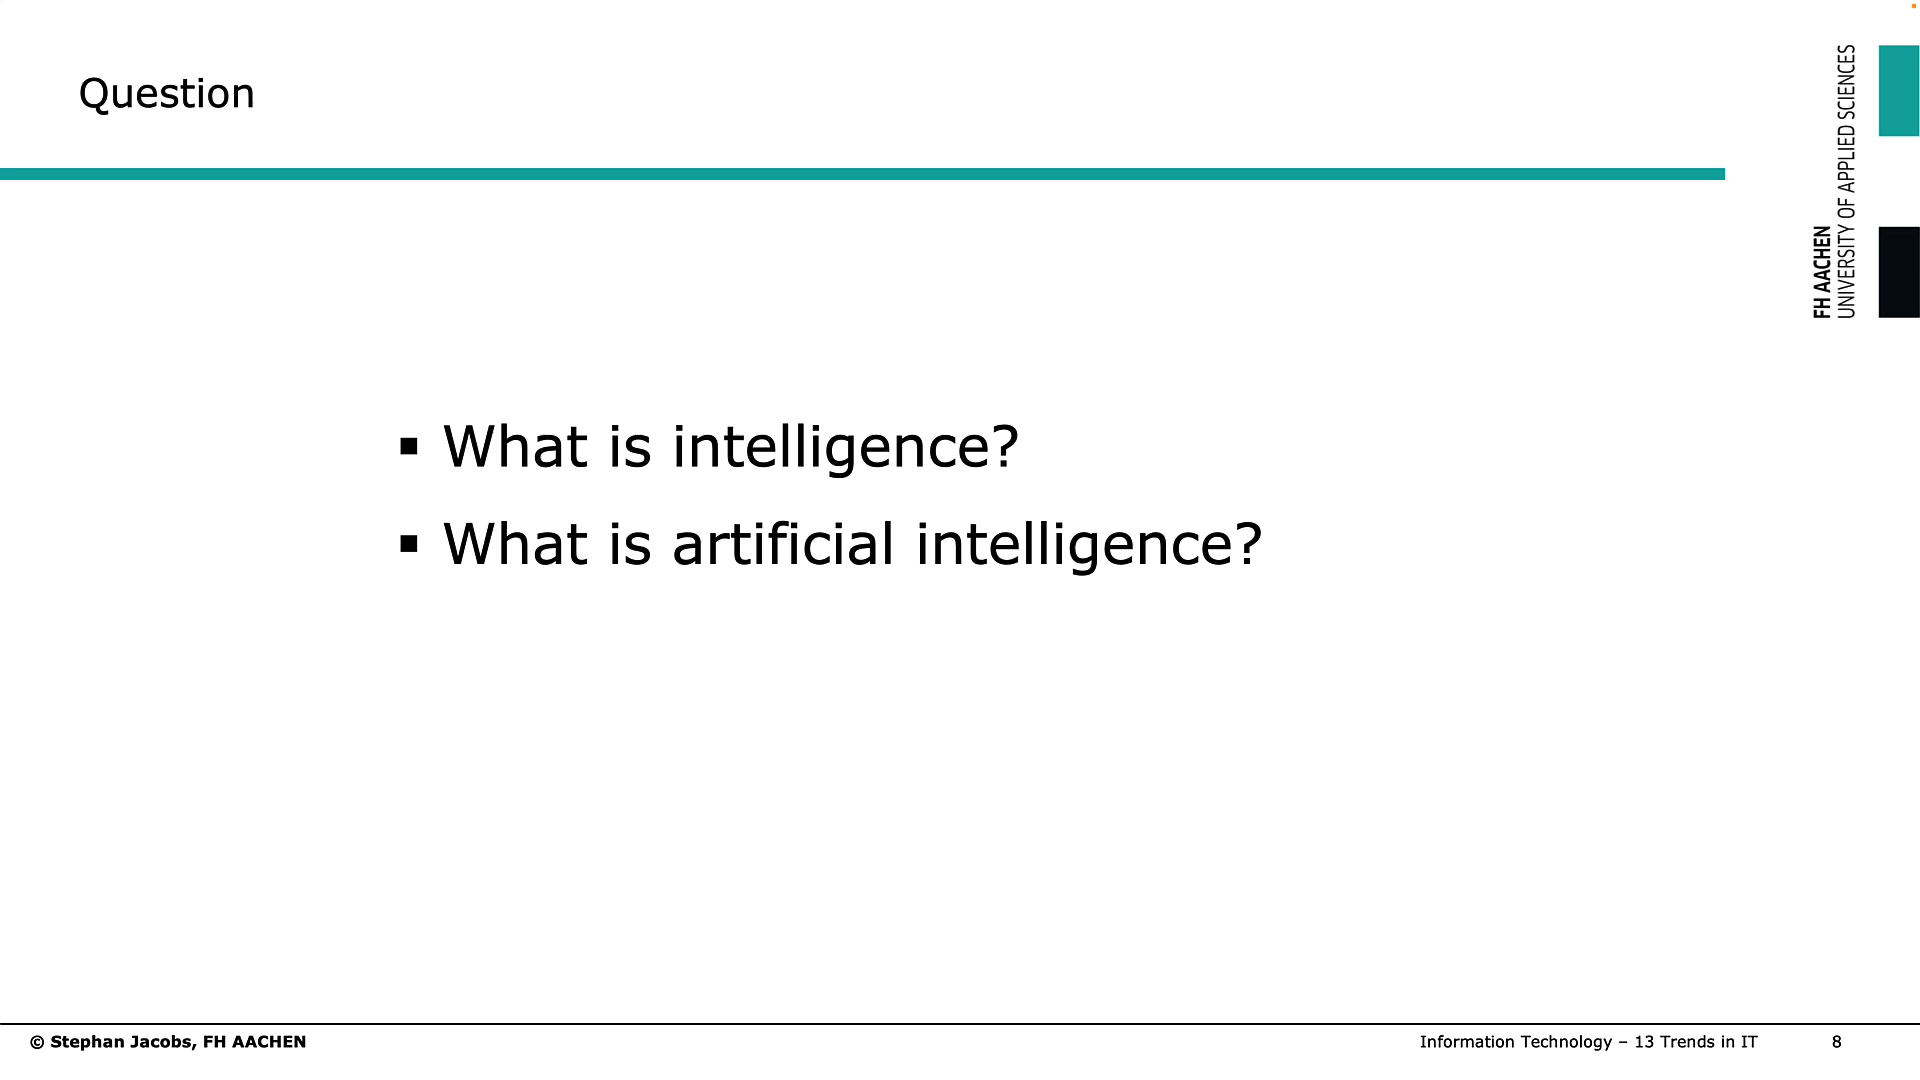 Question
FH AACHEN
UNIVERSITY OF APPLIED SCIENCES
▪ What is intelligence?
▪ What is artificial intelligence?
© Stephan Jacobs, FH AACHEN
Information Technology – 13 Trends in IT
8